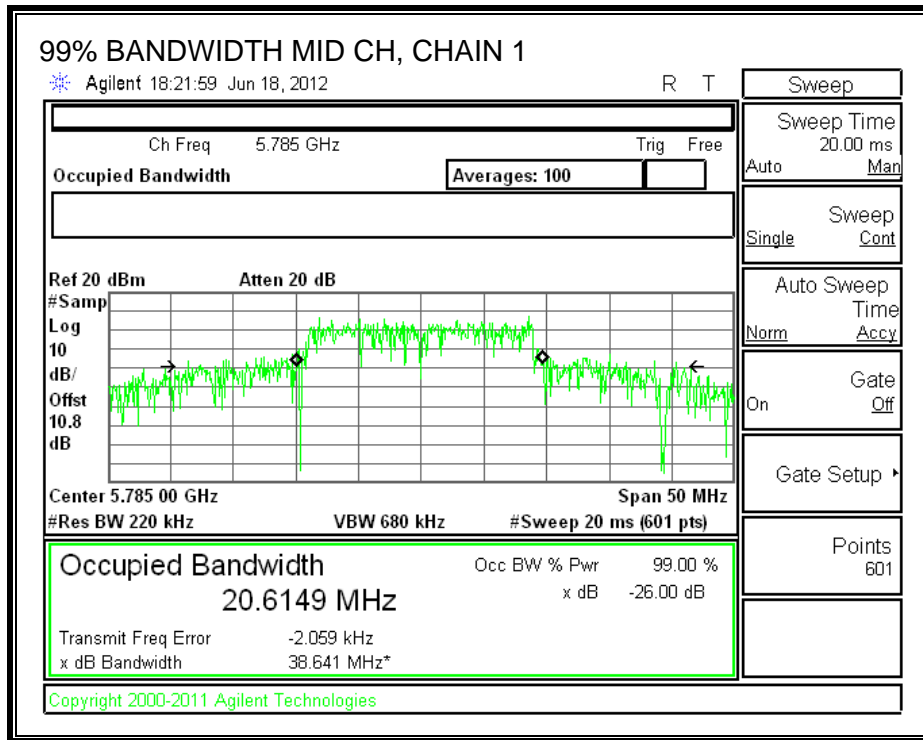 99% BANDWIDTH MID CH, CHAIN 1
Agilent 18:21:59 Jun 18, 2012 R T
Ch Freq 5.785 GHz Trig Free
Occupied Bandwidth Averages: 100
Ref 20 dBm Atten 20 dB
#Samp
Log
10
dB/
Offst
10.8
dB
Center 5.785 00 GHz Span 50 MHz
#Res BW 220 kHz VBW 680 kHz #Sweep 20 ms (601 pts)
Occupied Bandwidth Occ BW % Pwr 99.00 %
20.6149 MHz x dB -26.00 dB
Transmit Freq Error -2.059 kHz
x dB Bandwidth 38.641 MHz*
Copyright 2000-2011 Agilent Technologies
Sweep
Sweep Time
20.00 ms
Auto Man
Sweep
Single Cont
Auto Sweep
Time
Norm Accy
Gate
On Off
Gate Setup
Points
601